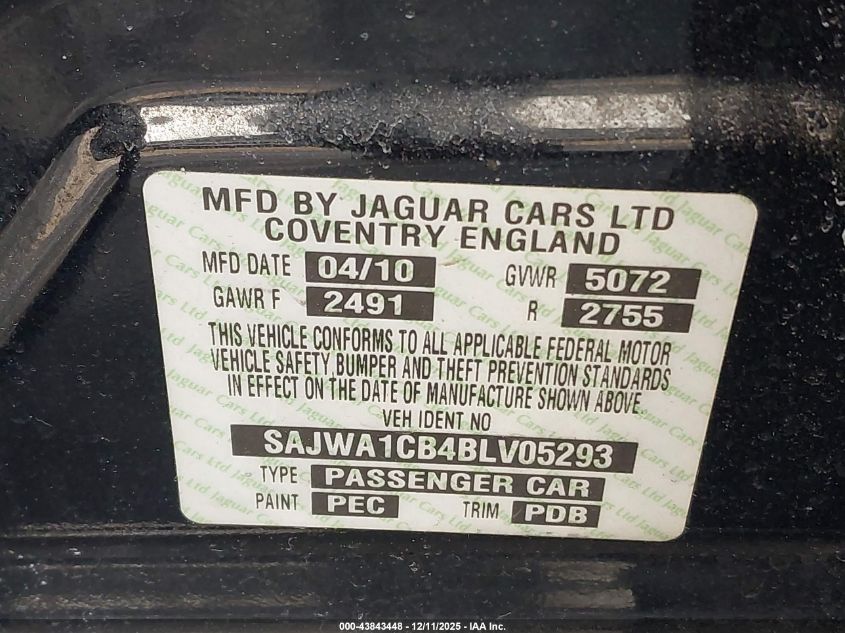 MFD BY JAGUAR CARS LTD
COVENTRY ENGLAND
MFD DATE 04/10 GVWR 5072
GAWR F 2491 R 2755
THIS VEHICLE CONFORMS TO ALL APPLICABLE FEDERAL MOTOR
VEHICLE SAFETY, BUMPER AND THEFT PREVENTION STANDARDS
IN EFFECT ON THE DATE OF MANUFACTURE SHOWN ABOVE.
VEH IDENT NO
SAJWA1CB4BLV05293
TYPE PASSENGER CAR
PAINT PEC TRIM PDB
000-43843448 - 12/11/2025 - IAA Inc.